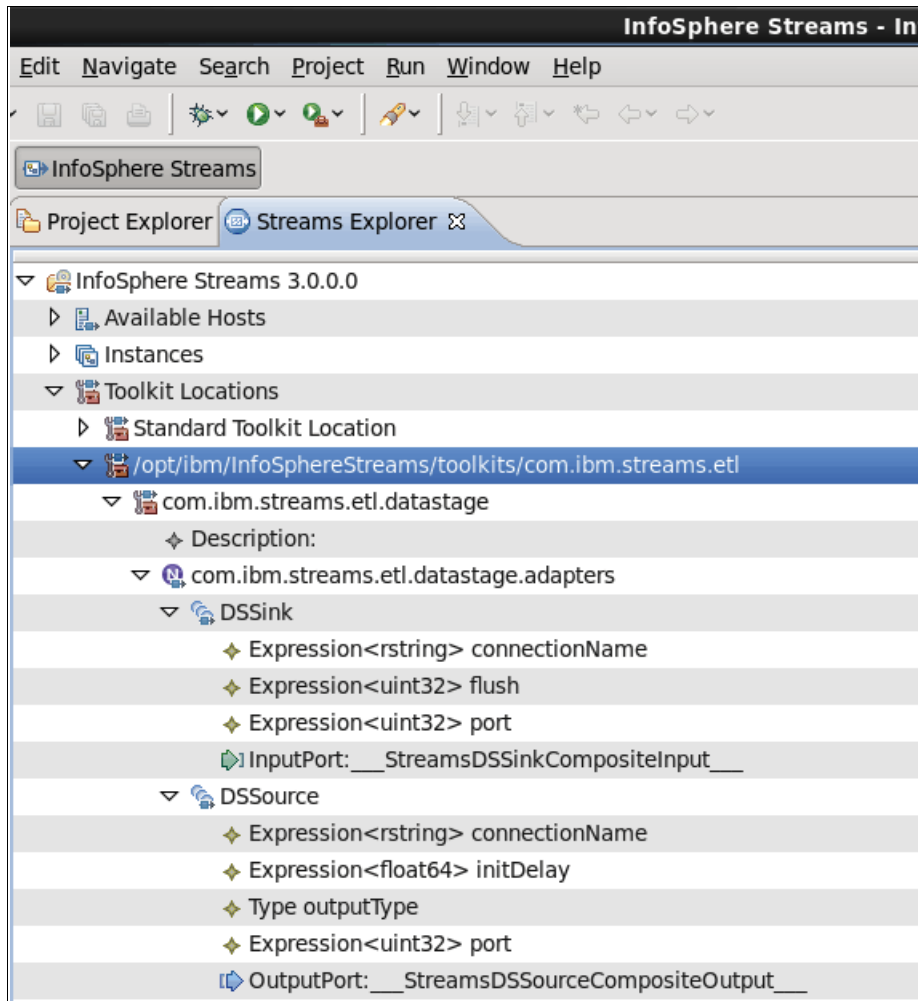 InfoSphere Streams - In
Edit Navigate Search Project Run Window Help
InfoSphere Streams
Project Explorer Streams Explorer
InfoSphere Streams 3.0.0.0
Available Hosts
Instances
Toolkit Locations
Standard Toolkit Location
/opt/ibm/InfoSphereStreams/toolkits/com.ibm.streams.etl
com.ibm.streams.etl.datastage
Description:
com.ibm.streams.etl.datastage.adapters
DSSink
Expression<rstring> connectionName
Expression<uint32> flush
Expression<uint32> port
InputPort:___StreamsDSSinkCompositeInput___
DSSource
Expression<rstring> connectionName
Expression<float64> initDelay
Type outputType
Expression<uint32> port
OutputPort:___StreamsDSSourceCompositeOutput___